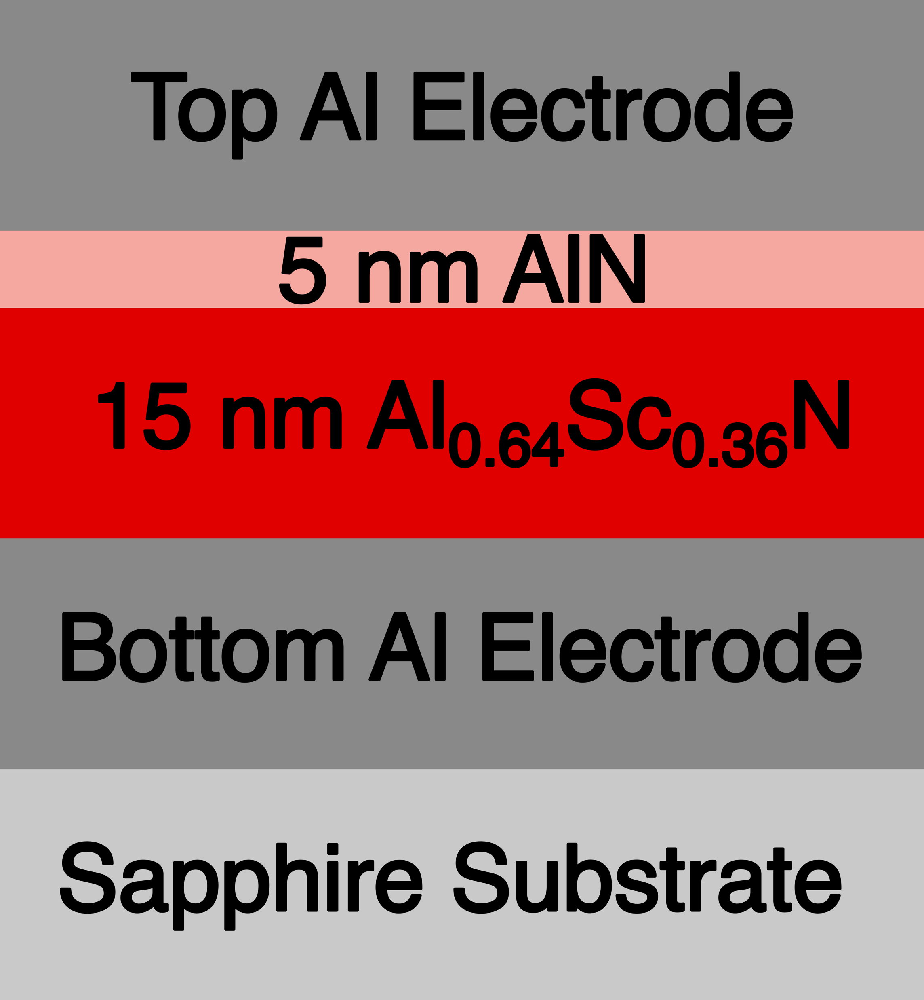 Top Al Electrode
5 nm AlN
15 nm Al₀.₆₄Sc₀.₃₆N
Bottom Al Electrode
Sapphire Substrate